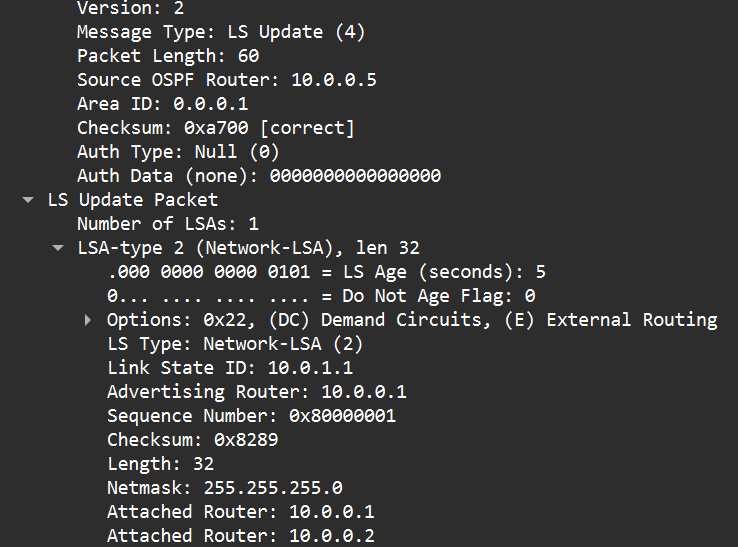 Version: 2
Message Type: LS Update (4)
Packet Length: 60
Source OSPF Router: 10.0.0.5
Area ID: 0.0.0.1
Checksum: 0xa700 [correct]
Auth Type: Null (0)
Auth Data (none): 0000000000000000
LS Update Packet
Number of LSAs: 1
LSA-type 2 (Network-LSA), len 32
.000 0000 0000 0101 = LS Age (seconds): 5
0... .... .... .... = Do Not Age Flag: 0
Options: 0x22, (DC) Demand Circuits, (E) External Routing
LS Type: Network-LSA (2)
Link State ID: 10.0.1.1
Advertising Router: 10.0.0.1
Sequence Number: 0x80000001
Checksum: 0x8289
Length: 32
Netmask: 255.255.255.0
Attached Router: 10.0.0.1
Attached Router: 10.0.0.2